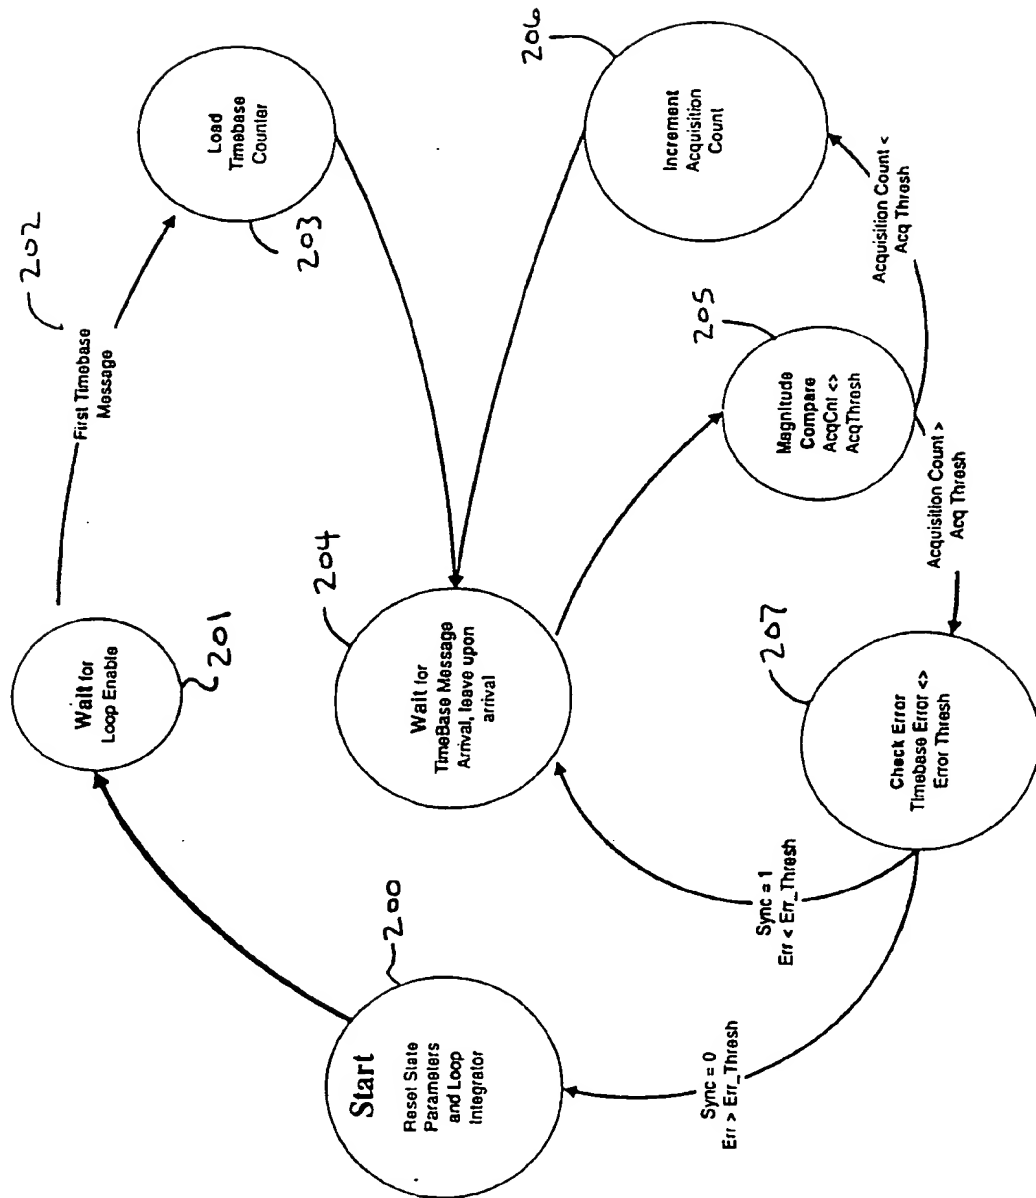 Start
Reset State
Parameters
and Loop
Integrator
200
Wait for
Loop Enable
201
First Timebase
Message
202
Load
Timebase
Counter
203
Wait for
TimeBase Message
Arrival, leave upon
arrival
204
Magnitude
Compare
AcqCnt <>
AcqThresh
205
Acquisition Count <
Acq Thresh
Increment
Acquisition
Count
206
Acquisition Count >
Acq Thresh
Check Error
Timebase Error <>
Error Thresh
207
Sync = 1
Err < Err_Thresh
Sync = 0
Err > Err_Thresh